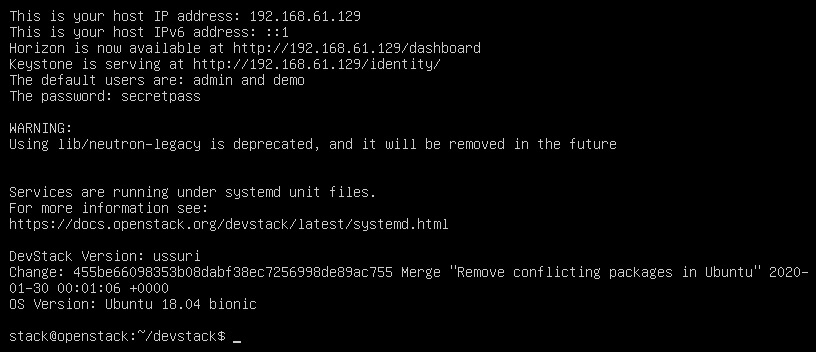 This is your host IP address: 192.168.61.129
This is your host IPv6 address: ::1
Horizon is now available at http://192.168.61.129/dashboard
Keystone is serving at http://192.168.61.129/identity/
The default users are: admin and demo
The password: secretpass
WARNING:
Using lib/neutron-legacy is deprecated, and it will be removed in the future
Services are running under systemd unit files.
For more information see:
https://docs.openstack.org/devstack/latest/systemd.html
DevStack Version: ussuri
Change: 455be66098353b08dabf38ec7256998de89ac755 Merge "Remove conflicting packages in Ubuntu" 2020-
01-30 00:01:06 +0000
OS Version: Ubuntu 18.04 bionic
stack@openstack:~/devstack$ _